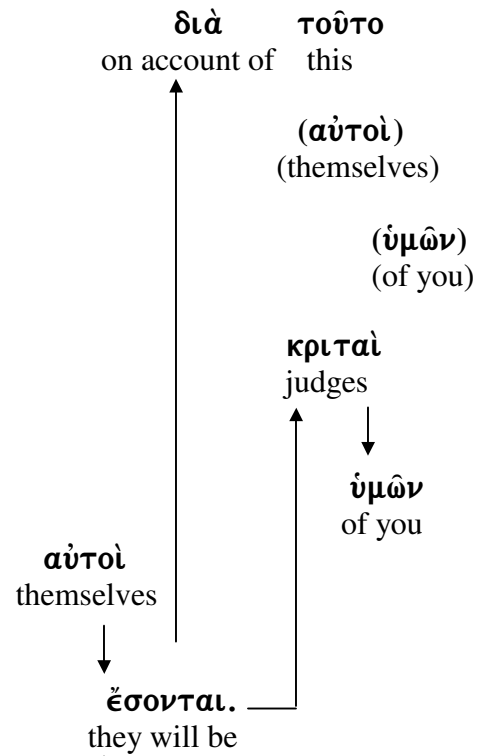 διὰ τοῦτο
on account of this
(αὐτοὶ)
(themselves)
(ὑμῶν)
(of you)
κριταὶ
judges
ὑμῶν
of you
αὐτοὶ
themselves
ἔσονται.
they will be